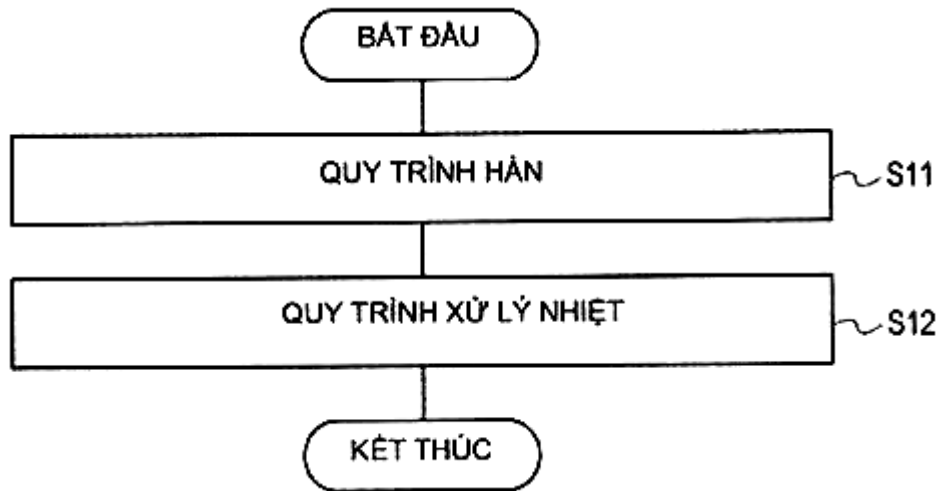 BẮT ĐẦU
QUY TRÌNH HÀN
S11
QUY TRÌNH XỬ LÝ NHIỆT
S12
KẾT THÚC